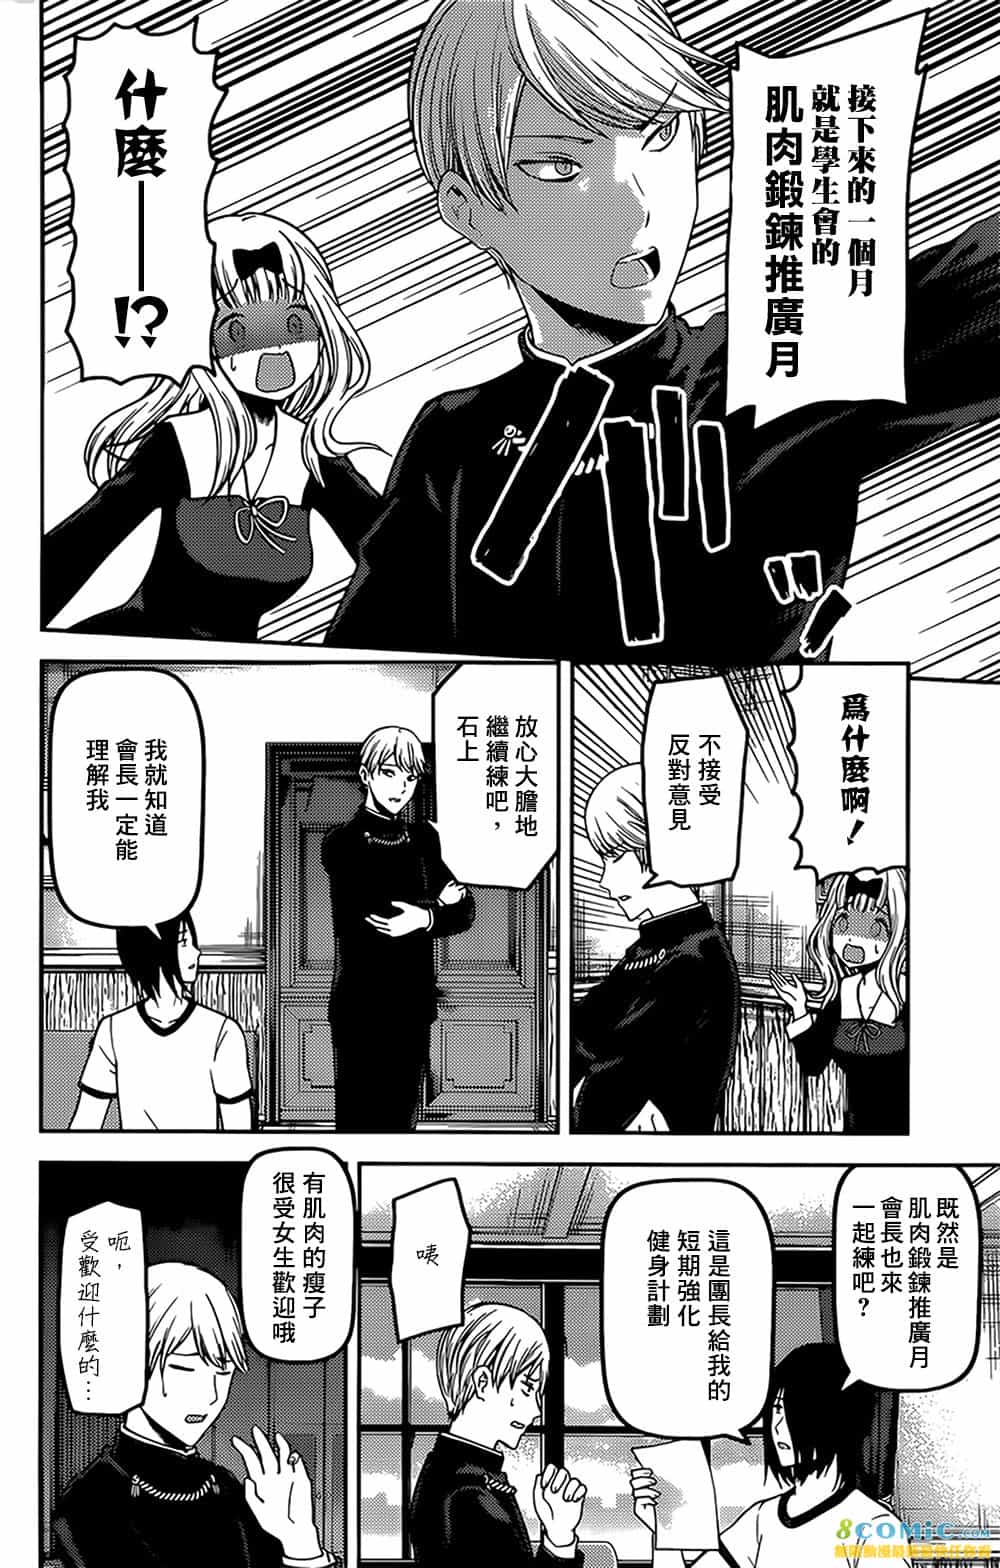 接下來的一個月
就是學生會的
肌肉鍛鍊推廣月
什麼——!?
爲什麼啊!
不接受
反對意見
放心大膽地
繼續練吧，
石上
我就知道
會長一定能
理解我
既然是
肌肉鍛鍊推廣月
會長也來
一起練吧?
這是團長給我的
短期強化
健身計劃
咦
有肌肉的瘦子
很受女生歡迎哦
呃，
受歡迎什麼的…
8COMIC.COM